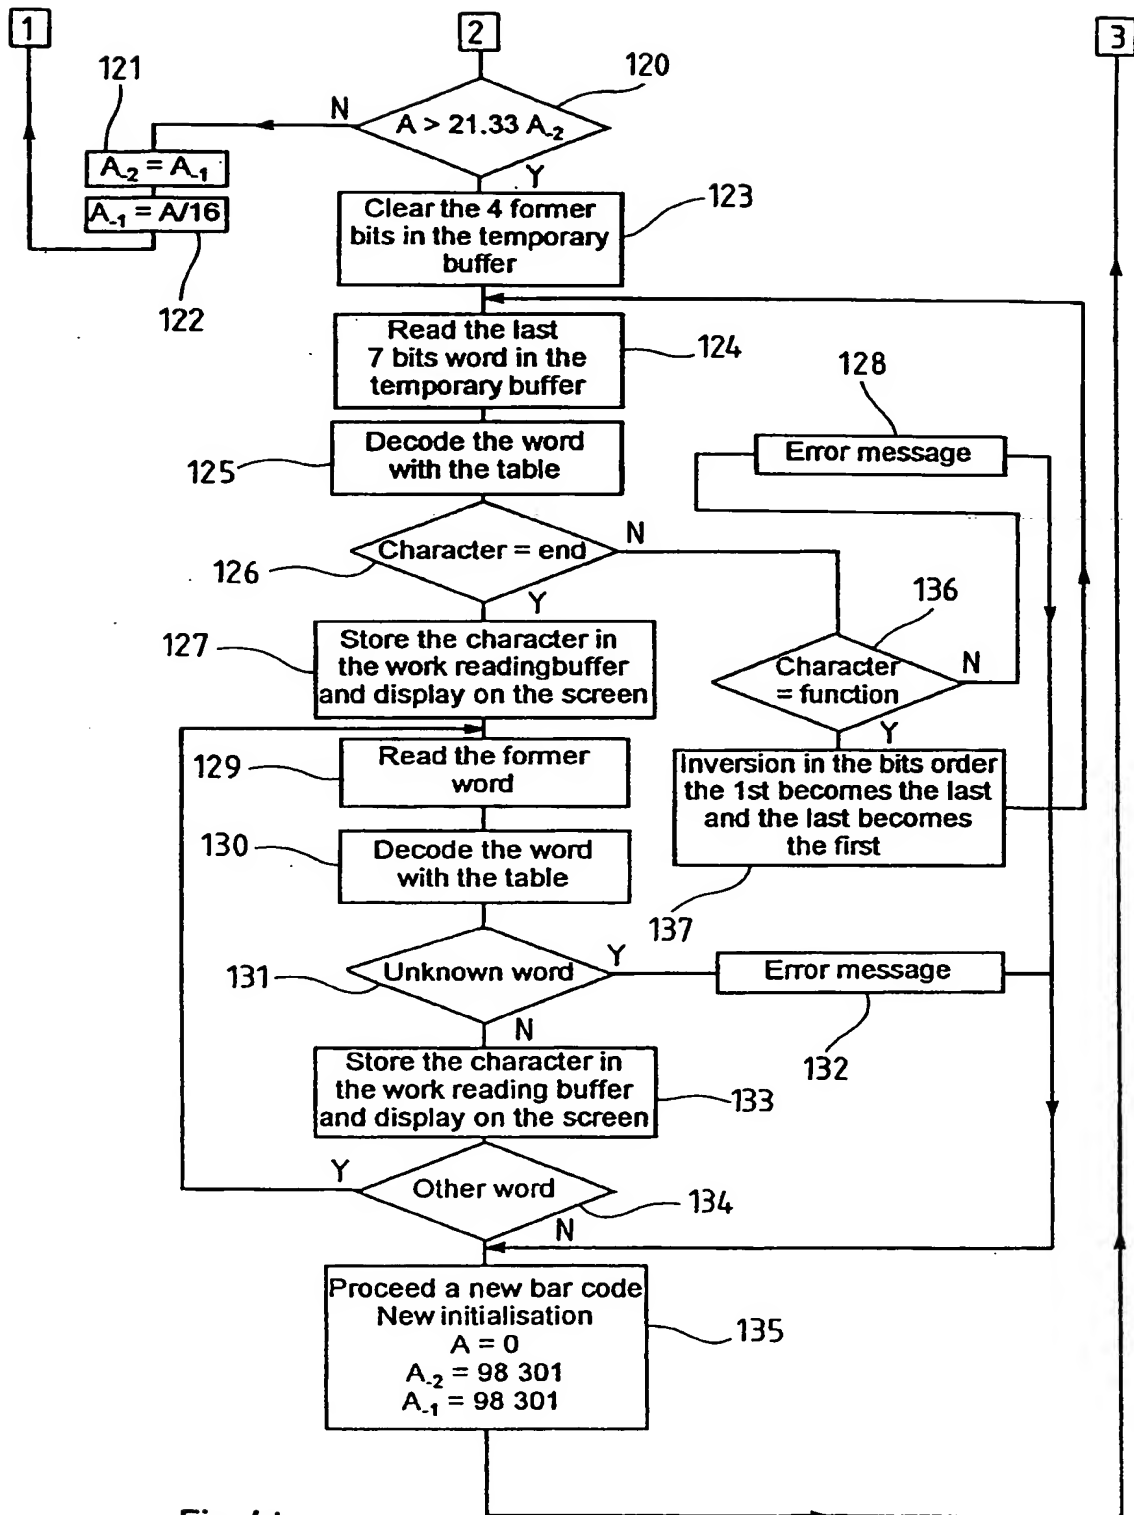 1
2
3
120
121
N
A > 21.33 A-2
Y
A-2 = A-1
A-1 = A/16
122
123
Clear the 4 former
bits in the temporary
buffer
124
Read the last
7 bits word in the
temporary buffer
128
Error message
125
Decode the word
with the table
126
Character = end
N
Y
136
Character
= function
N
Y
127
Store the character in
the work readingbuffer
and display on the screen
129
Read the former
word
Inversion in the bits order
the 1st becomes the last
and the last becomes
the first
137
130
Decode the word
with the table
131
Unknown word
Y
N
Error message
132
Store the character in
the work reading buffer
and display on the screen
133
Y
Other word
134
N
Proceed a new bar code
New initialisation
A = 0
A-2 = 98 301
A-1 = 98 301
135